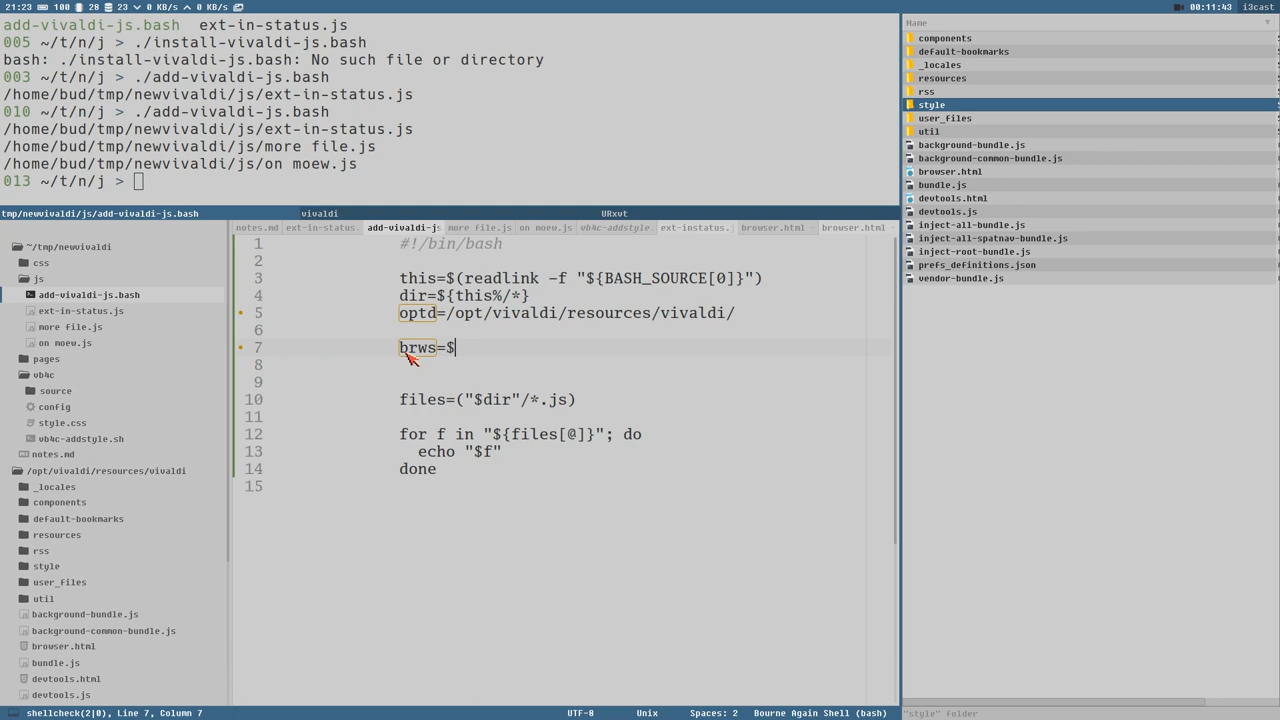 21:23 100 28 23 0 KB/s 0 KB/s 00:11:43 i3cast
add-vivaldi-js.bash ext-in-status.js
005 ~/t/n/j > ./install-vivaldi-js.bash
bash: ./install-vivaldi-js.bash: No such file or directory
003 ~/t/n/j > ./add-vivaldi-js.bash
/home/bud/tmp/newvivaldi/js/ext-in-status.js
010 ~/t/n/j > ./add-vivaldi-js.bash
/home/bud/tmp/newvivaldi/js/ext-in-status.js
/home/bud/tmp/newvivaldi/js/more file.js
/home/bud/tmp/newvivaldi/js/on moew.js
013 ~/t/n/j >
tmp/newvivaldi/js/add-vivaldi-js.bash vivaldi URxvt
~/tmp/newvivaldi
css
js
add-vivaldi-js.bash
ext-in-status.js
more file.js
on moew.js
pages
vb4c
source
config
style.css
vb4c-addstyle.sh
notes.md
/opt/vivaldi/resources/vivaldi
_locales
components
default-bookmarks
resources
rss
style
user_files
util
background-bundle.js
background-common-bundle.js
browser.html
bundle.js
devtools.html
devtools.js
notes.md ext-in-status. add-vivaldi-js. more file.js on moew.js vb4c-addstyle. ext-instatus. browser.html browser.html
1 #!/bin/bash
2
3 this=$(readlink -f "${BASH_SOURCE[0]}")
4 dir=${this%/*}
5 optd=/opt/vivaldi/resources/vivaldi/
6
7 brws=$
8
9
10 files=("$dir"/*.js)
11
12 for f in "${files[@]}"; do
13 echo "$f"
14 done
15
shellcheck(2|0), Line 7, Column 7 UTF-8 Unix Spaces: 2 Bourne Again Shell (bash)
Name
components
default-bookmarks
_locales
resources
rss
style
user_files
util
background-bundle.js
background-common-bundle.js
browser.html
bundle.js
devtools.html
devtools.js
inject-all-bundle.js
inject-all-spatnav-bundle.js
inject-root-bundle.js
prefs_definitions.json
vendor-bundle.js
"style" folder